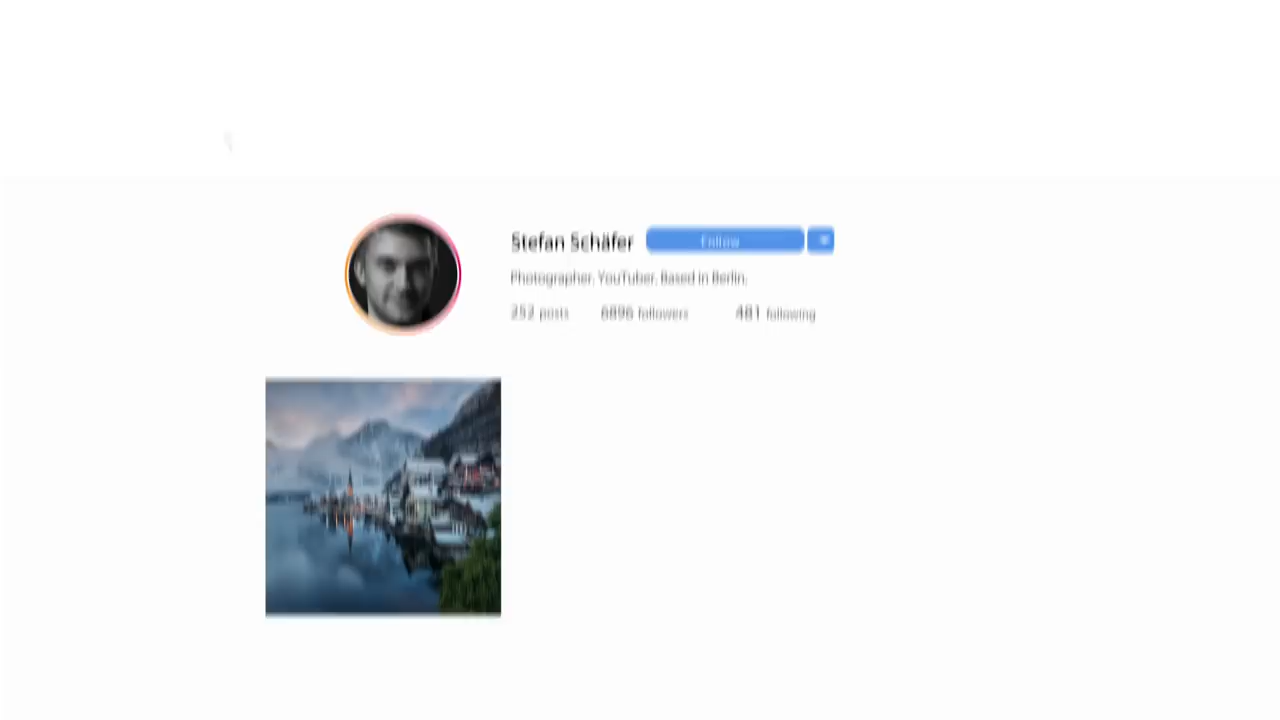 Stefan Schäfer Follow
Photographer, YouTuber, Based in Berlin.
252 posts 6896 followers 481 following